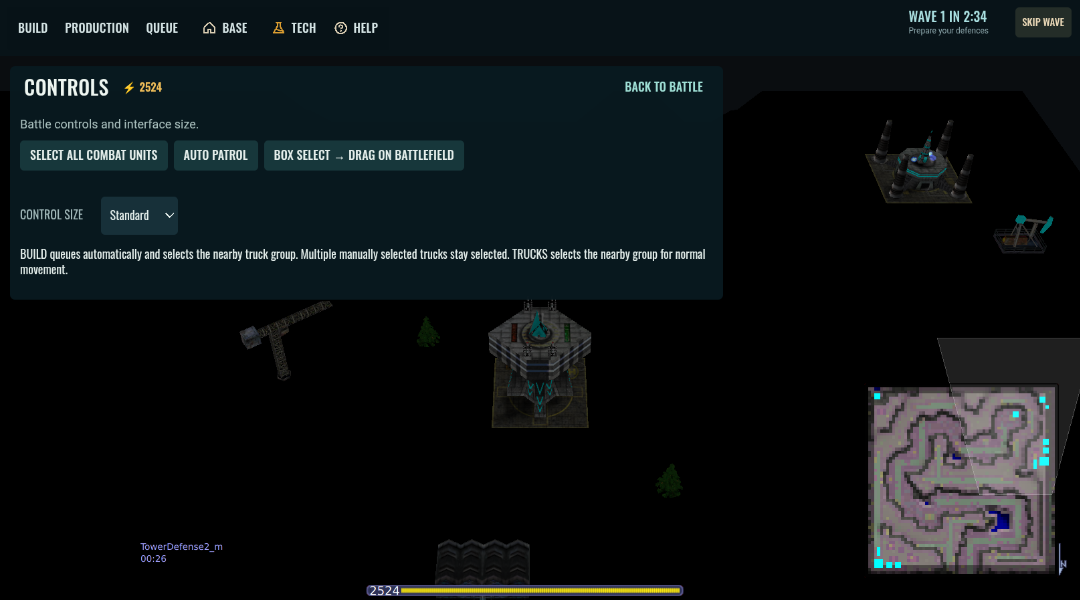 BUILD PRODUCTION QUEUE BASE TECH HELP
WAVE 1 IN 2:34
Prepare your defences
SKIP WAVE
CONTROLS ⚡ 2524
BACK TO BATTLE
Battle controls and interface size.
SELECT ALL COMBAT UNITS
AUTO PATROL
BOX SELECT → DRAG ON BATTLEFIELD
CONTROL SIZE
Standard
BUILD queues automatically and selects the nearby truck group. Multiple manually selected trucks stay selected. TRUCKS selects the nearby group for normal
movement.
TowerDefense2_m
00:26
N
2524